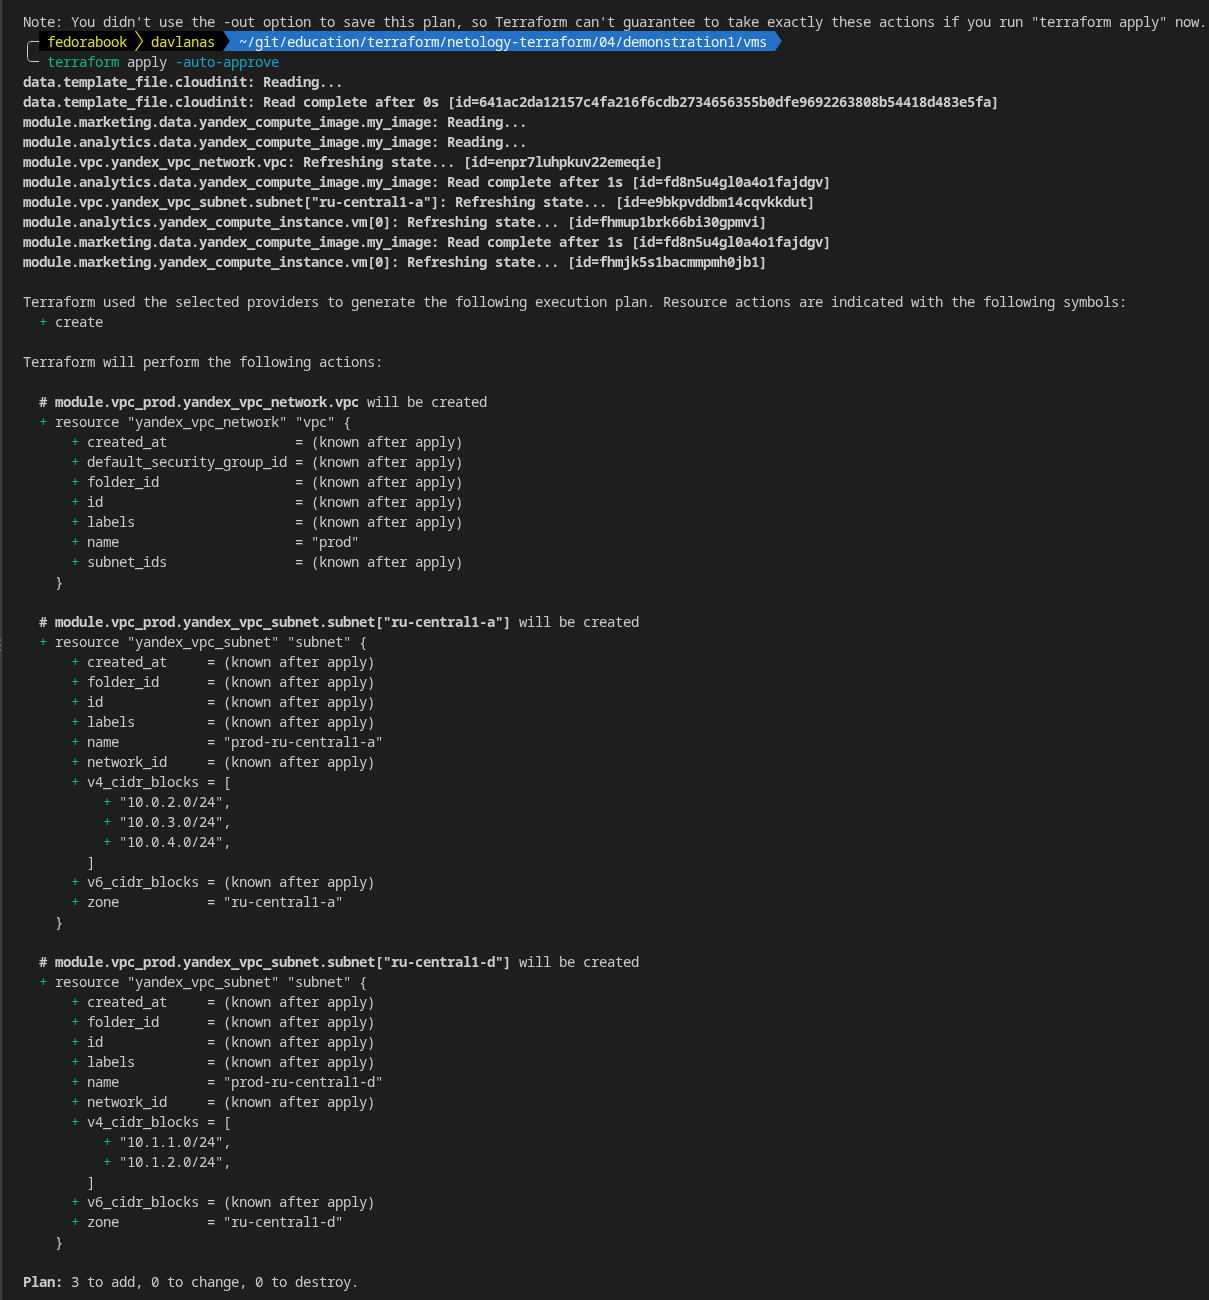 Note: You didn't use the -out option to save this plan, so Terraform can't guarantee to take exactly these actions if you run "terraform apply" now.
fedorabook davlanas ~/git/education/terraform/netology-terraform/04/demonstration1/vms
terraform apply -auto-approve
data.template_file.cloudinit: Reading...
data.template_file.cloudinit: Read complete after 0s [id=641ac2da12157c4fa216f6cdb2734656355b0dfe9692263808b54418d483e5fa]
module.marketing.data.yandex_compute_image.my_image: Reading...
module.analytics.data.yandex_compute_image.my_image: Reading...
module.vpc.yandex_vpc_network.vpc: Refreshing state... [id=enpr7luhpkuv22emeqie]
module.analytics.data.yandex_compute_image.my_image: Read complete after 1s [id=fd8n5u4gl0a4o1fajdgv]
module.vpc.yandex_vpc_subnet.subnet["ru-central1-a"]: Refreshing state... [id=e9bkpvddbm14cqvkkdut]
module.analytics.yandex_compute_instance.vm[0]: Refreshing state... [id=fhmup1brk66bi30gpmvi]
module.marketing.data.yandex_compute_image.my_image: Read complete after 1s [id=fd8n5u4gl0a4o1fajdgv]
module.marketing.yandex_compute_instance.vm[0]: Refreshing state... [id=fhmjk5s1bacmmpmh0jb1]

Terraform used the selected providers to generate the following execution plan. Resource actions are indicated with the following symbols:
  + create

Terraform will perform the following actions:

  # module.vpc_prod.yandex_vpc_network.vpc will be created
  + resource "yandex_vpc_network" "vpc" {
      + created_at                = (known after apply)
      + default_security_group_id = (known after apply)
      + folder_id                 = (known after apply)
      + id                        = (known after apply)
      + labels                    = (known after apply)
      + name                      = "prod"
      + subnet_ids                = (known after apply)
    }

  # module.vpc_prod.yandex_vpc_subnet.subnet["ru-central1-a"] will be created
  + resource "yandex_vpc_subnet" "subnet" {
      + created_at     = (known after apply)
      + folder_id      = (known after apply)
      + id             = (known after apply)
      + labels         = (known after apply)
      + name           = "prod-ru-central1-a"
      + network_id     = (known after apply)
      + v4_cidr_blocks = [
          + "10.0.2.0/24",
          + "10.0.3.0/24",
          + "10.0.4.0/24",
        ]
      + v6_cidr_blocks = (known after apply)
      + zone           = "ru-central1-a"
    }

  # module.vpc_prod.yandex_vpc_subnet.subnet["ru-central1-d"] will be created
  + resource "yandex_vpc_subnet" "subnet" {
      + created_at     = (known after apply)
      + folder_id      = (known after apply)
      + id             = (known after apply)
      + labels         = (known after apply)
      + name           = "prod-ru-central1-d"
      + network_id     = (known after apply)
      + v4_cidr_blocks = [
          + "10.1.1.0/24",
          + "10.1.2.0/24",
        ]
      + v6_cidr_blocks = (known after apply)
      + zone           = "ru-central1-d"
    }

Plan: 3 to add, 0 to change, 0 to destroy.